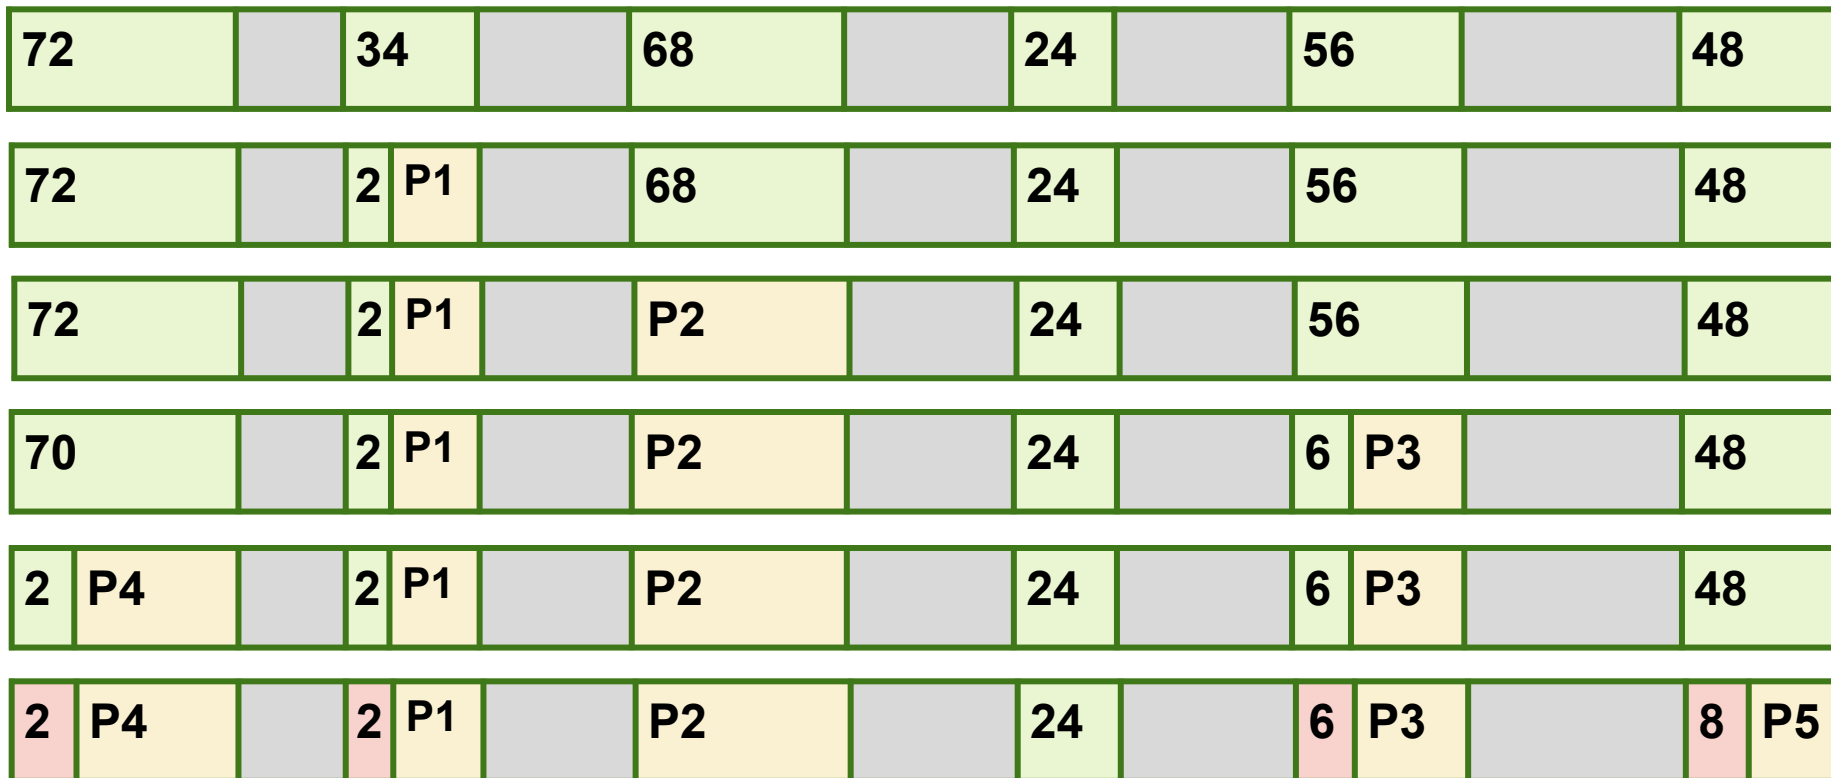 72 34 68 24 56 48
72 2 P1 68 24 56 48
72 2 P1 P2 24 56 48
70 2 P1 P2 24 6 P3 48
2 P4 2 P1 P2 24 6 P3 48
2 P4 2 P1 P2 24 6 P3 8 P5